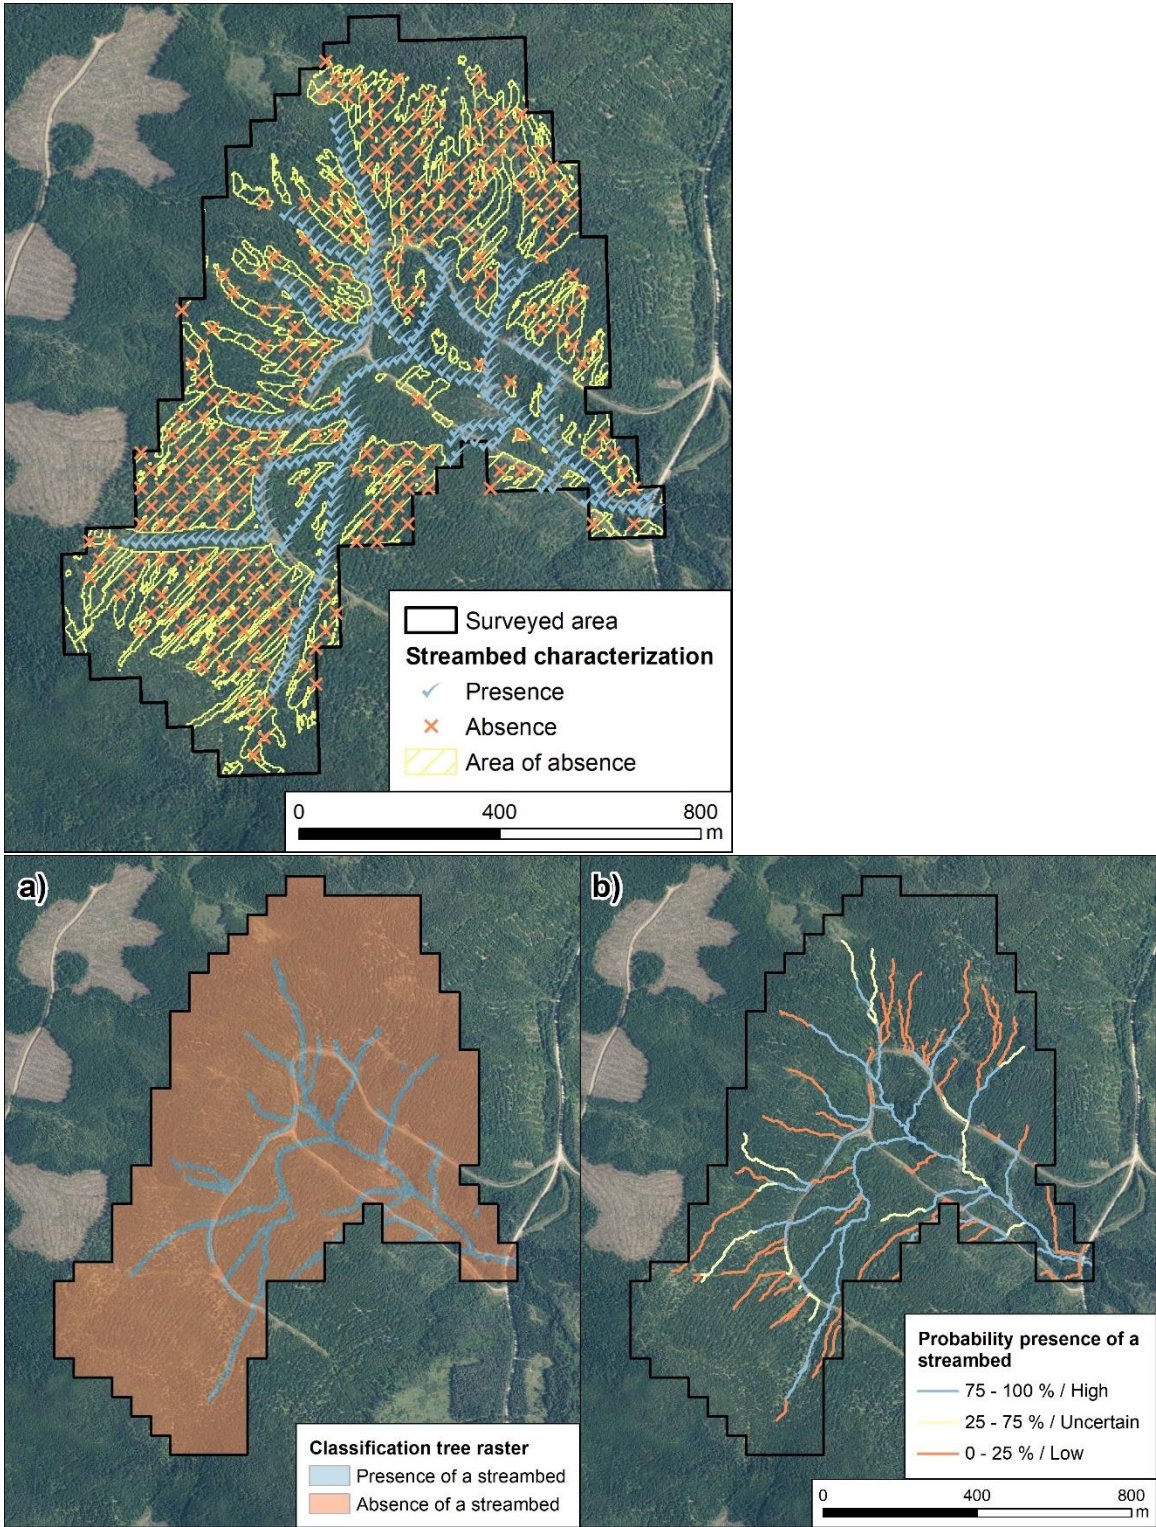 Surveyed area
Streambed characterization
Presence
Absence
Area of absence
0 400 800
m
a)
Classification tree raster
Presence of a streambed
Absence of a streambed
b)
Probability presence of a
streambed
75 - 100 % / High
25 - 75 % / Uncertain
0 - 25 % / Low
0 400 800
m